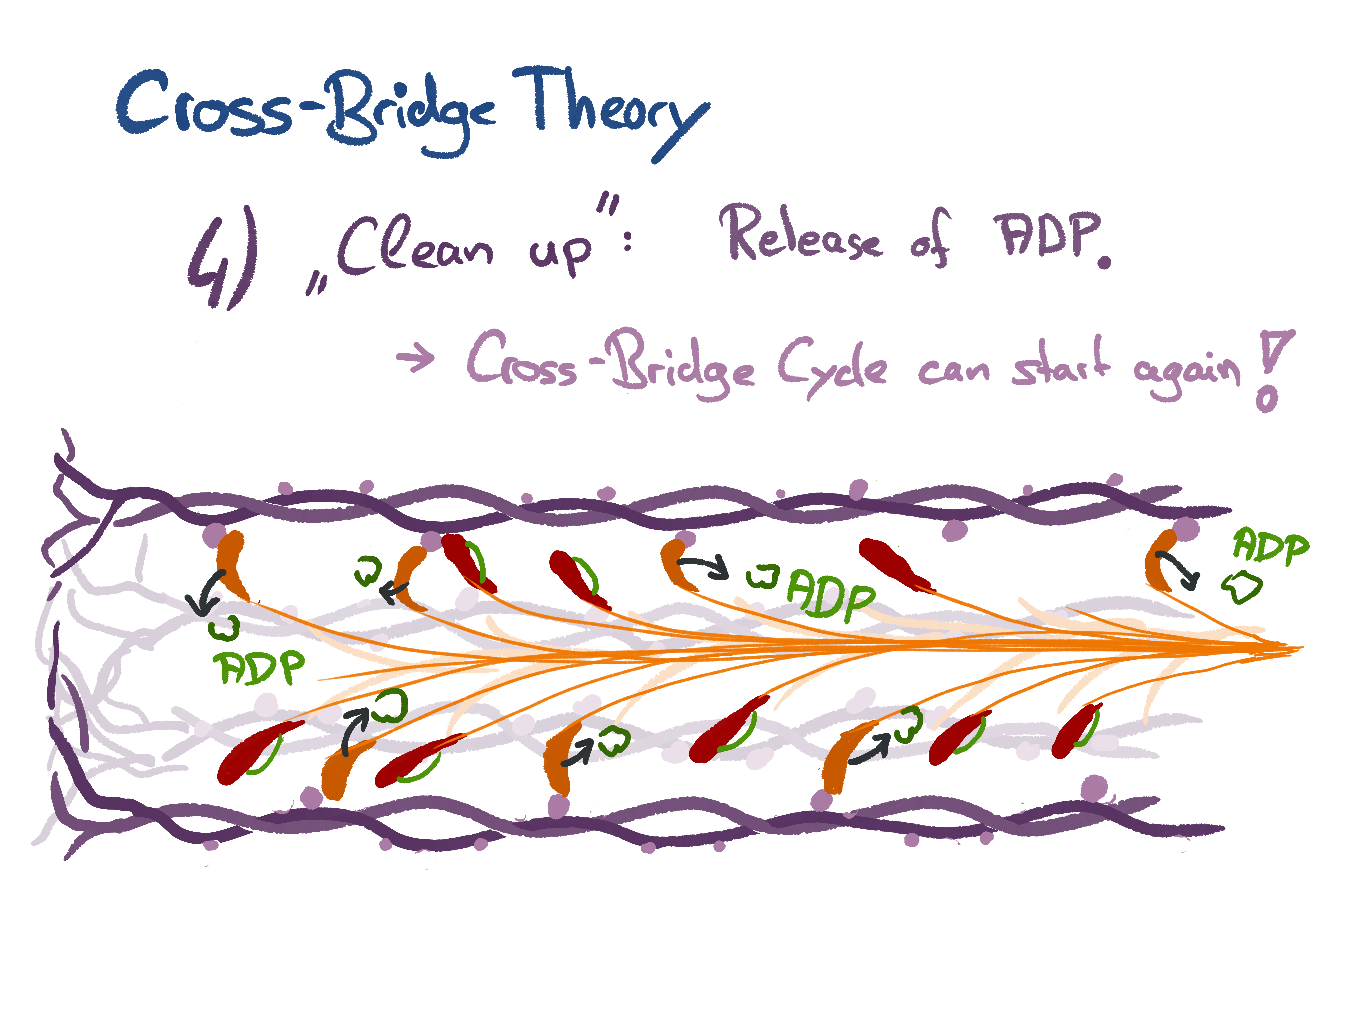 Cross-Bridge Theory
4) „Clean up”: Release of ADP.
→ Cross-Bridge Cycle can start again!
ADP
ADP
ADP